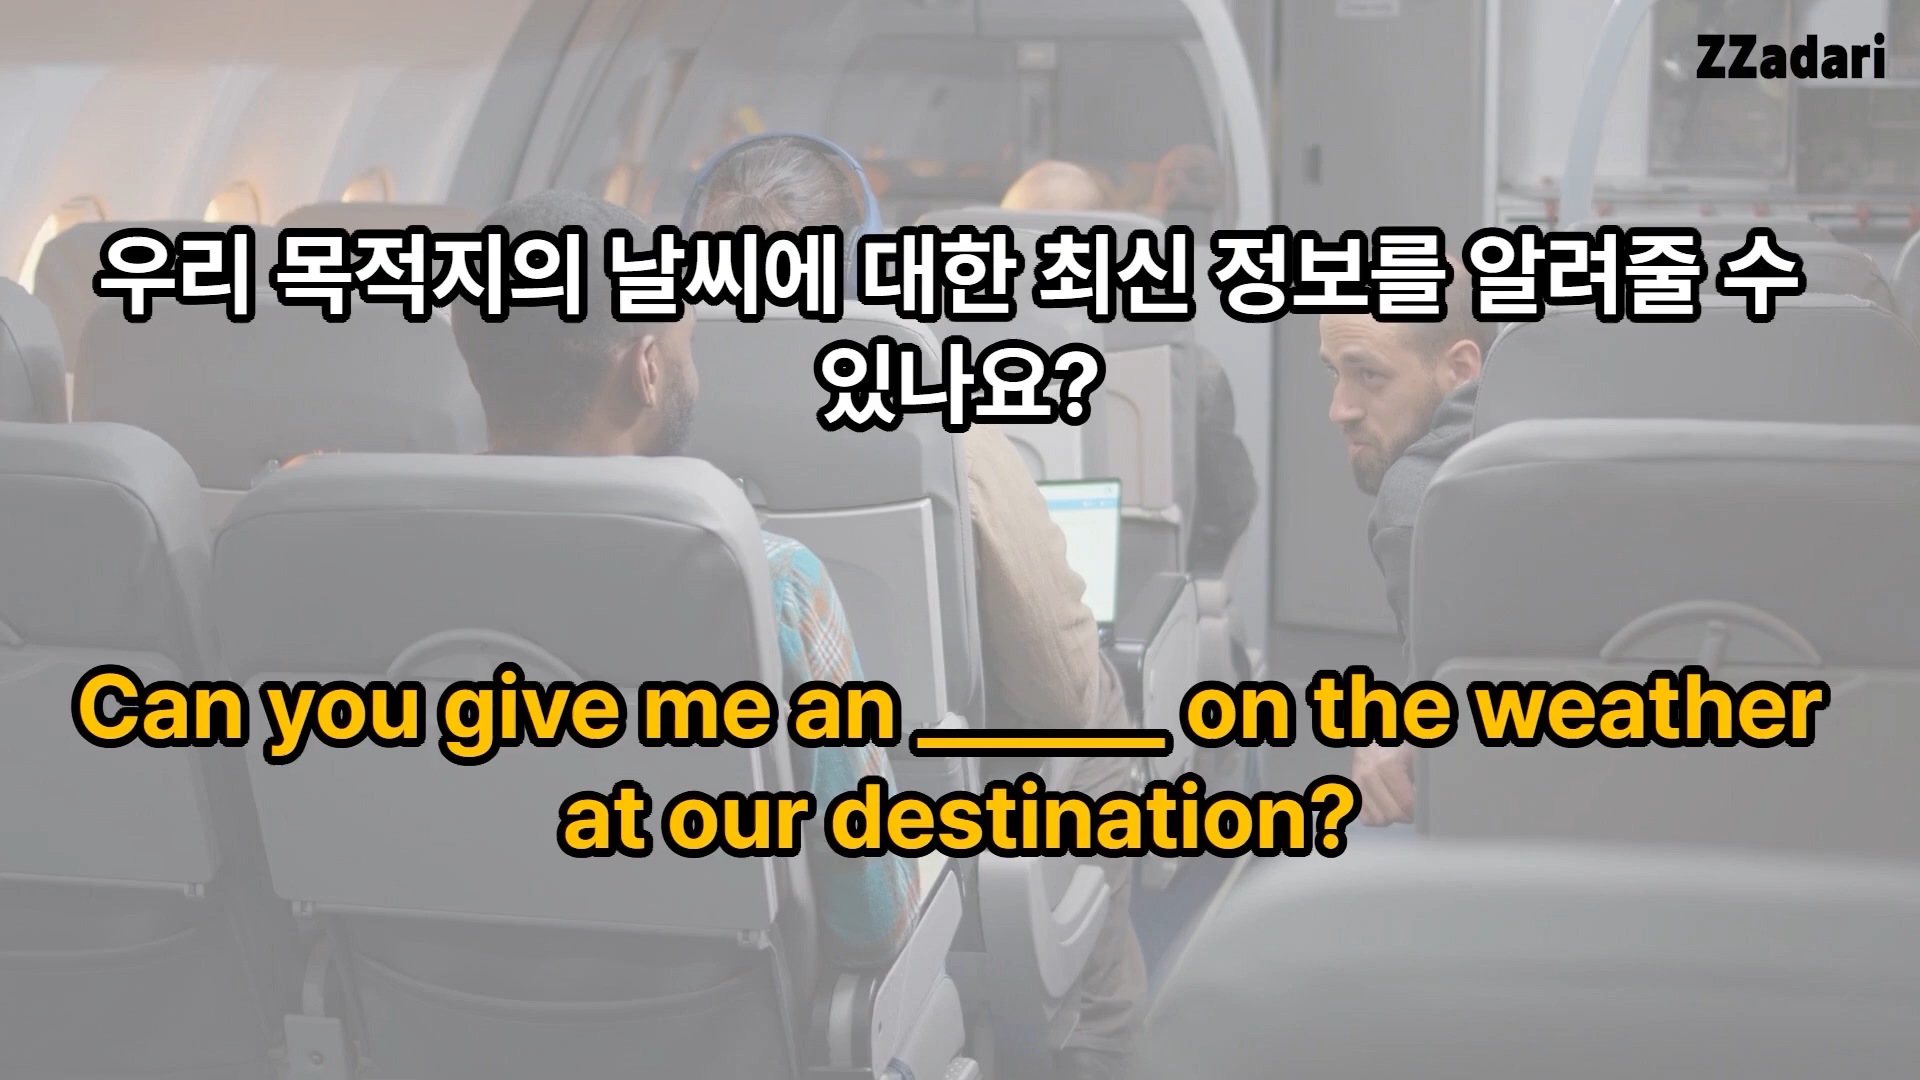 ZZadari
우리 목적지의 날씨에 대한 최신 정보를 알려줄 수
있나요?
Can you give me an _____ on the weather
at our destination?